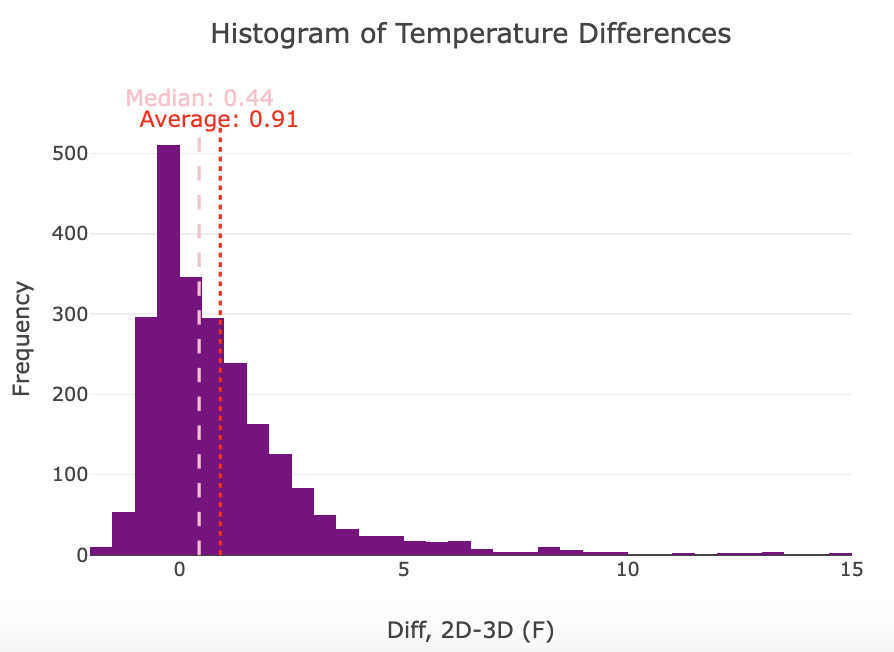 Histogram of Temperature Differences
Median: 0.44
Average: 0.91
500
400
300
200
100
0
Frequency
0 5 10 15
Diff, 2D-3D (F)